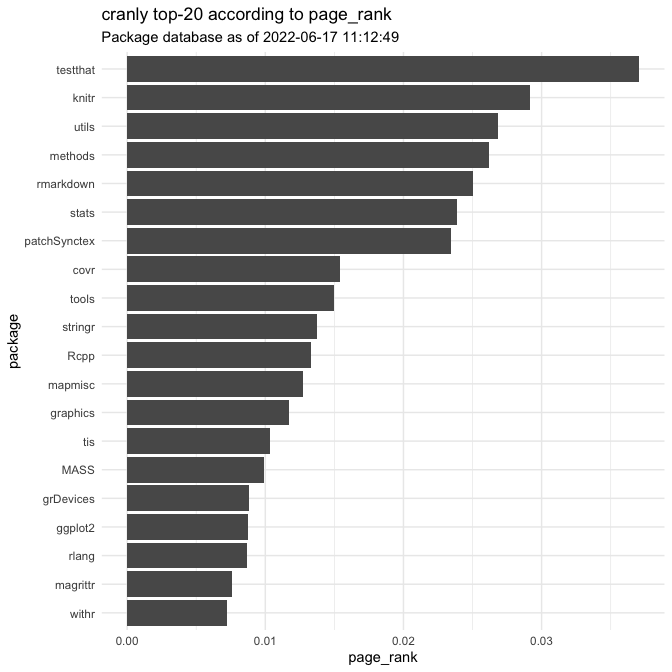 cranly top-20 according to page_rank
Package database as of 2022-06-17 11:12:49
package
testthat
knitr
utils
methods
rmarkdown
stats
patchSynctex
covr
tools
stringr
Rcpp
mapmisc
graphics
tis
MASS
grDevices
ggplot2
rlang
magrittr
withr
0.00 0.01 0.02 0.03
page_rank